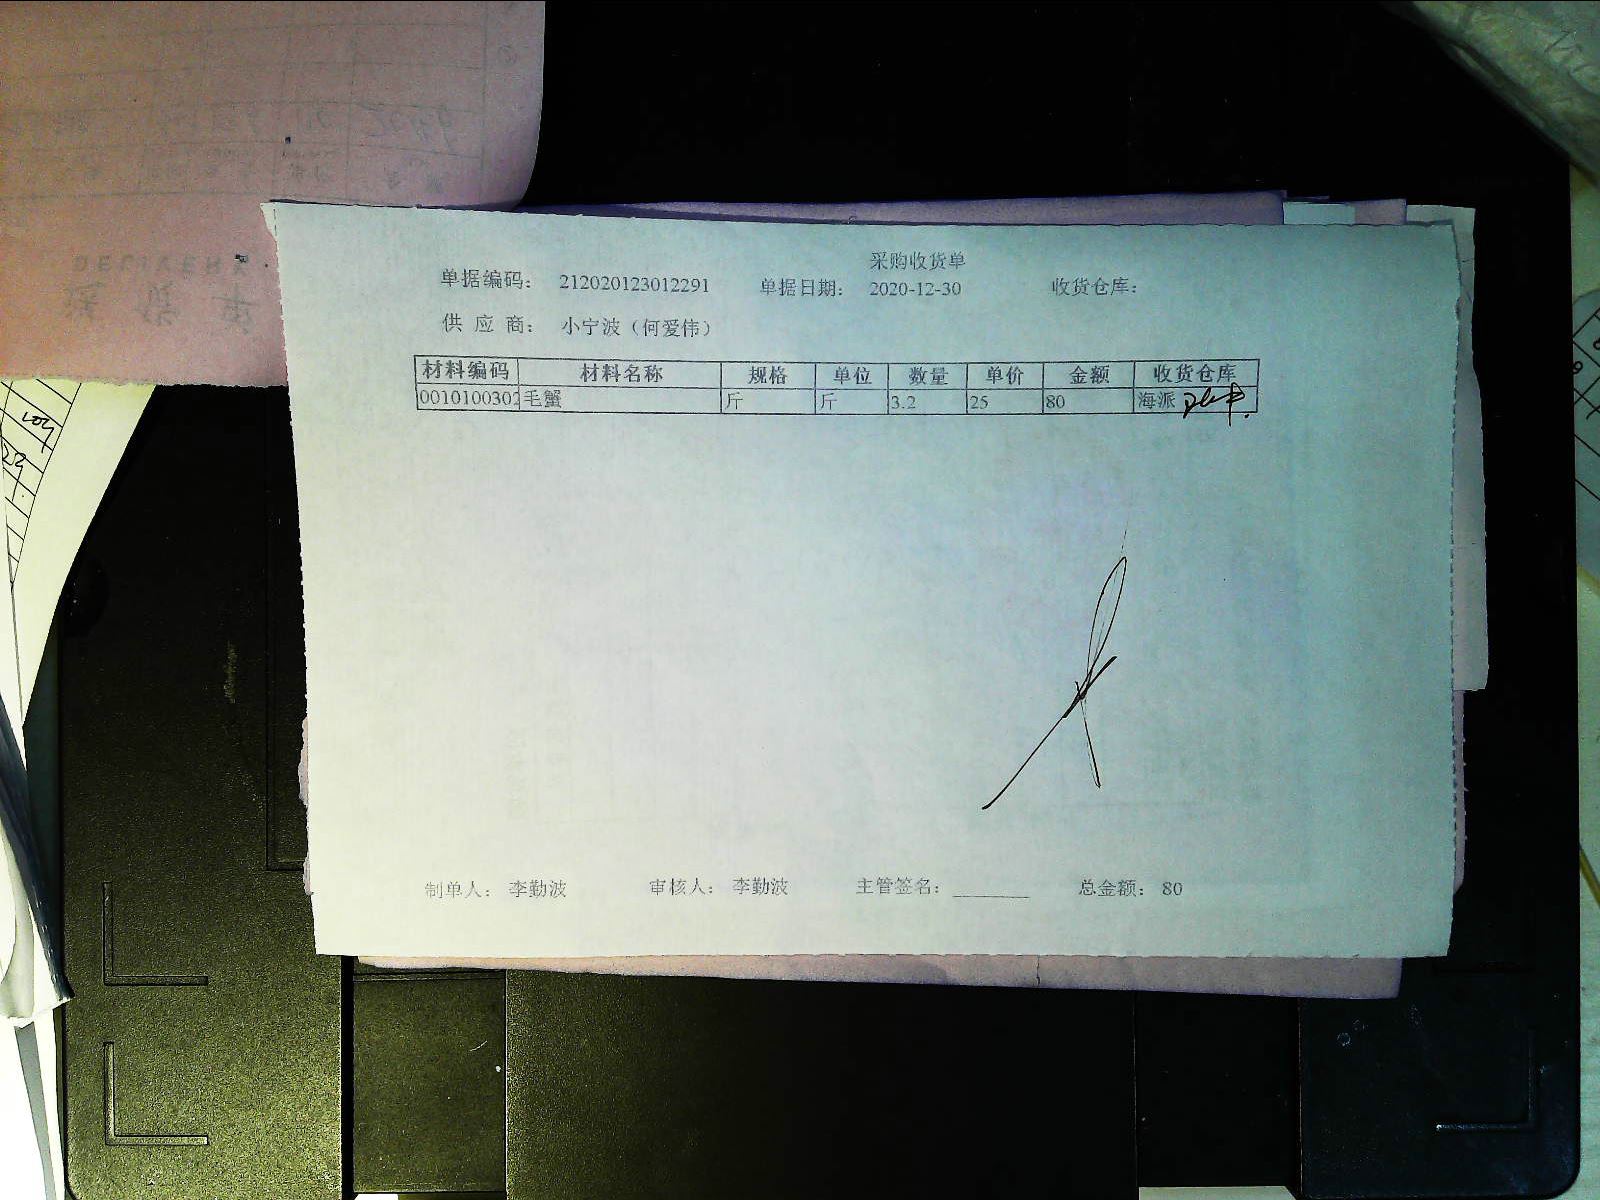 采购收货单
单据编码： 212020123012291 单据日期： 2020-12-30 收货仓库：
供 应 商： 小宁波（何爱伟）
材料编码 材料名称 规格 单位 数量 单价 金额 收货仓库
0010100302 毛蟹 斤 斤 3.2 25 80 海派
制单人： 李勤波 审核人： 李勤波 主管签名： 总金额： 80